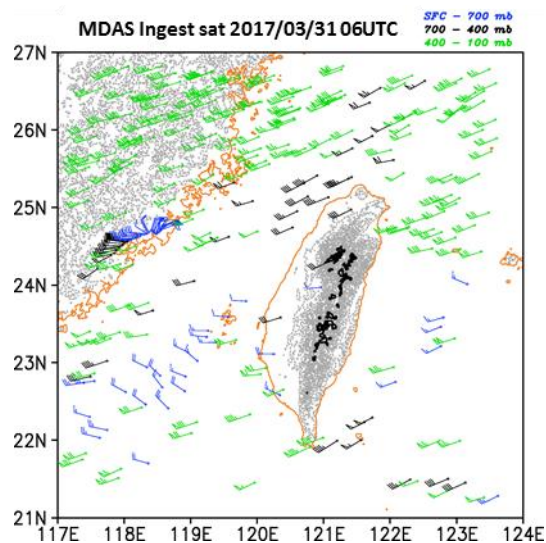 MDAS Ingest sat 2017/03/31 06UTC
SFC - 700 mb
700 - 400 mb
400 - 100 mb
27N
26N
25N
24N
23N
22N
21N
117E 118E 119E 120E 121E 122E 123E 124E